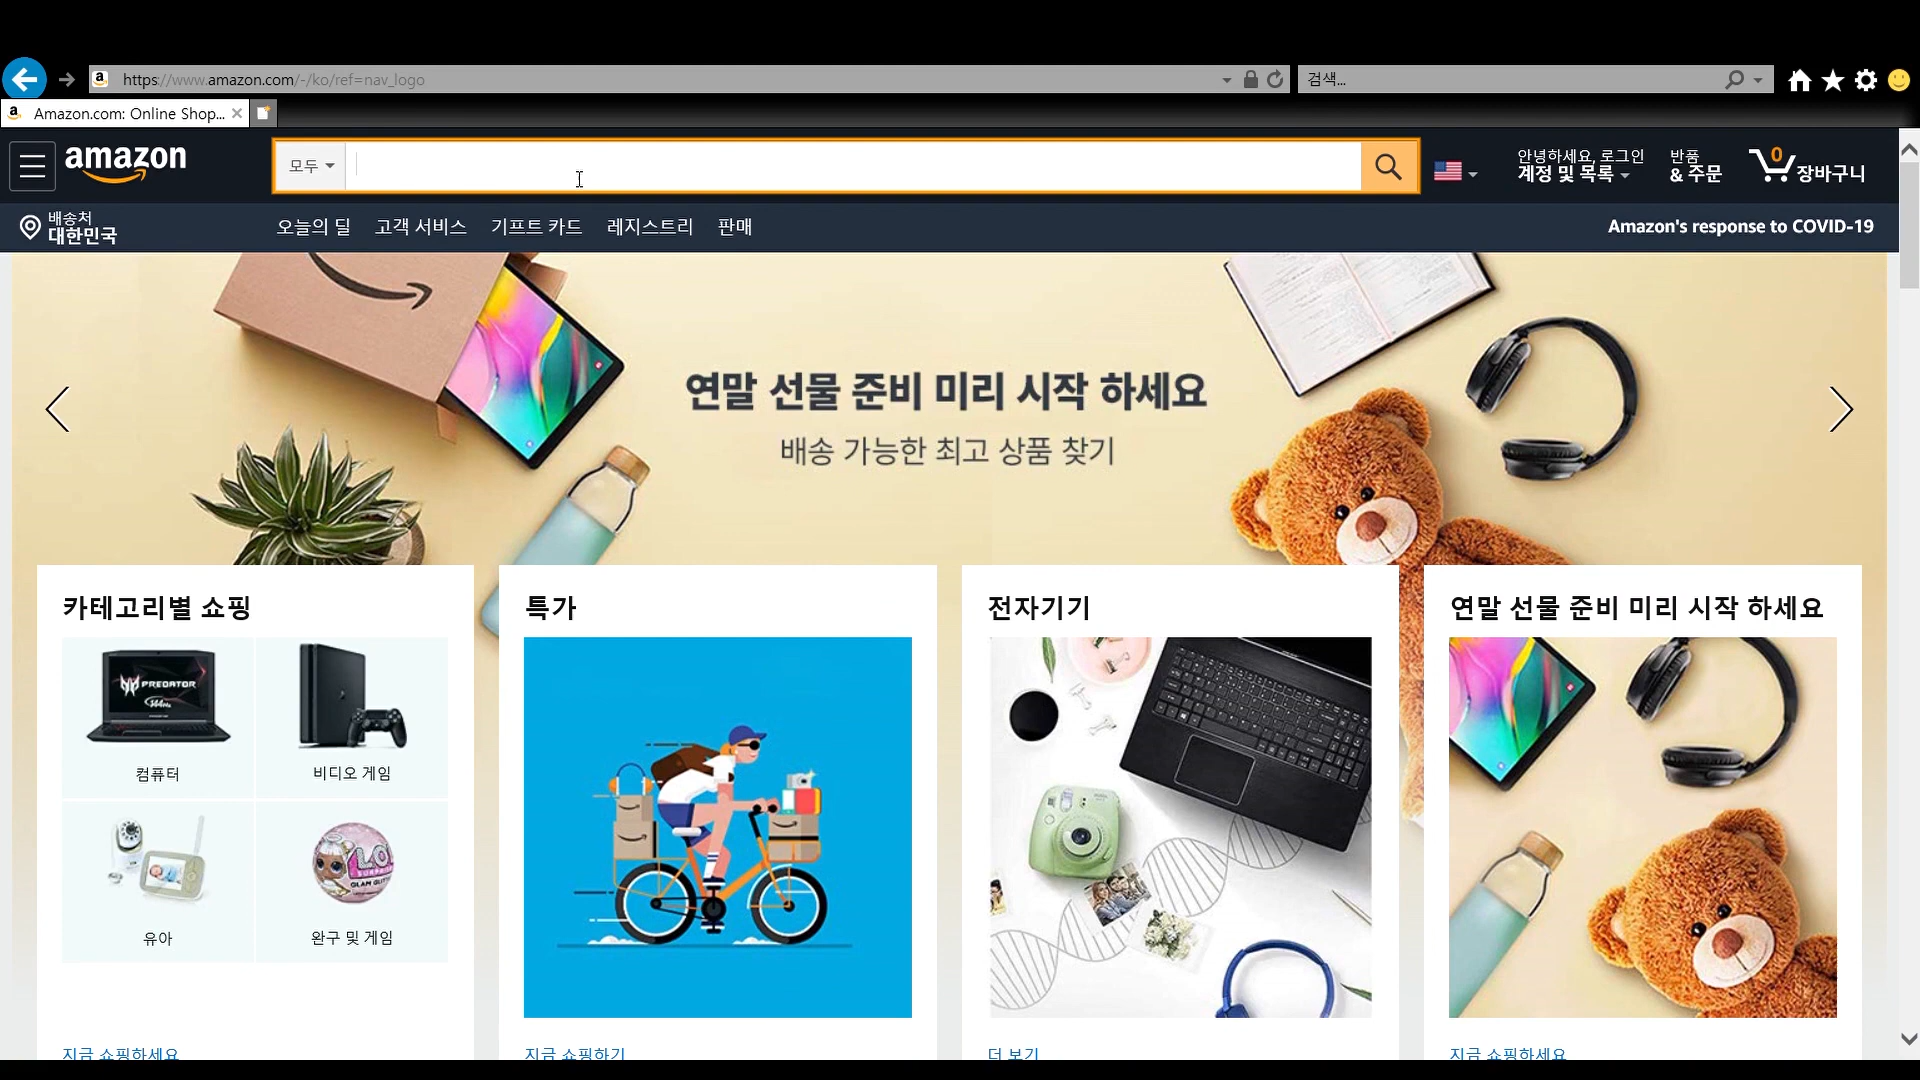 https://www.amazon.com/-/ko/ref=nav_logo
검색...
Amazon.com: Online Shop...
amazon
모두
안녕하세요, 로그인
계정 및 목록
반품
& 주문
0
장바구니
배송처
대한민국
오늘의 딜
고객 서비스
기프트 카드
레지스트리
판매
Amazon's response to COVID-19
연말 선물 준비 미리 시작 하세요
배송 가능한 최고 상품 찾기
카테고리별 쇼핑
PREDATOR
144Hz
컴퓨터
비디오 게임
유아
완구 및 게임
지금 쇼핑하세요
특가
지금 쇼핑하기
전자기기
더 보기
연말 선물 준비 미리 시작 하세요
지금 쇼핑하세요